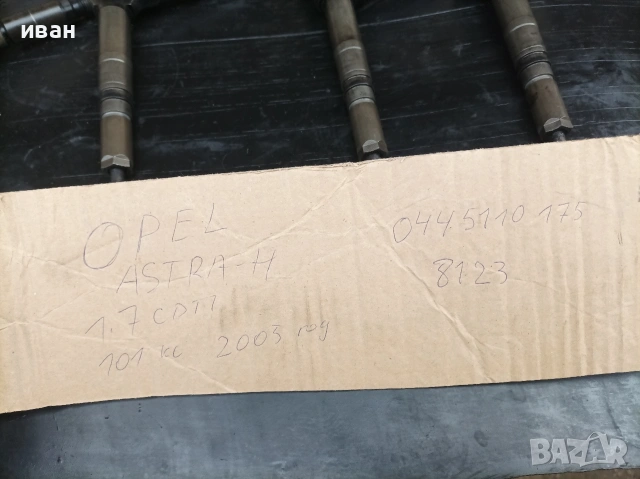 иван
OPEL
ASTRA-H
1.7 CDTI
101 кс 2003 год
0445110 175
8123
BAZAR